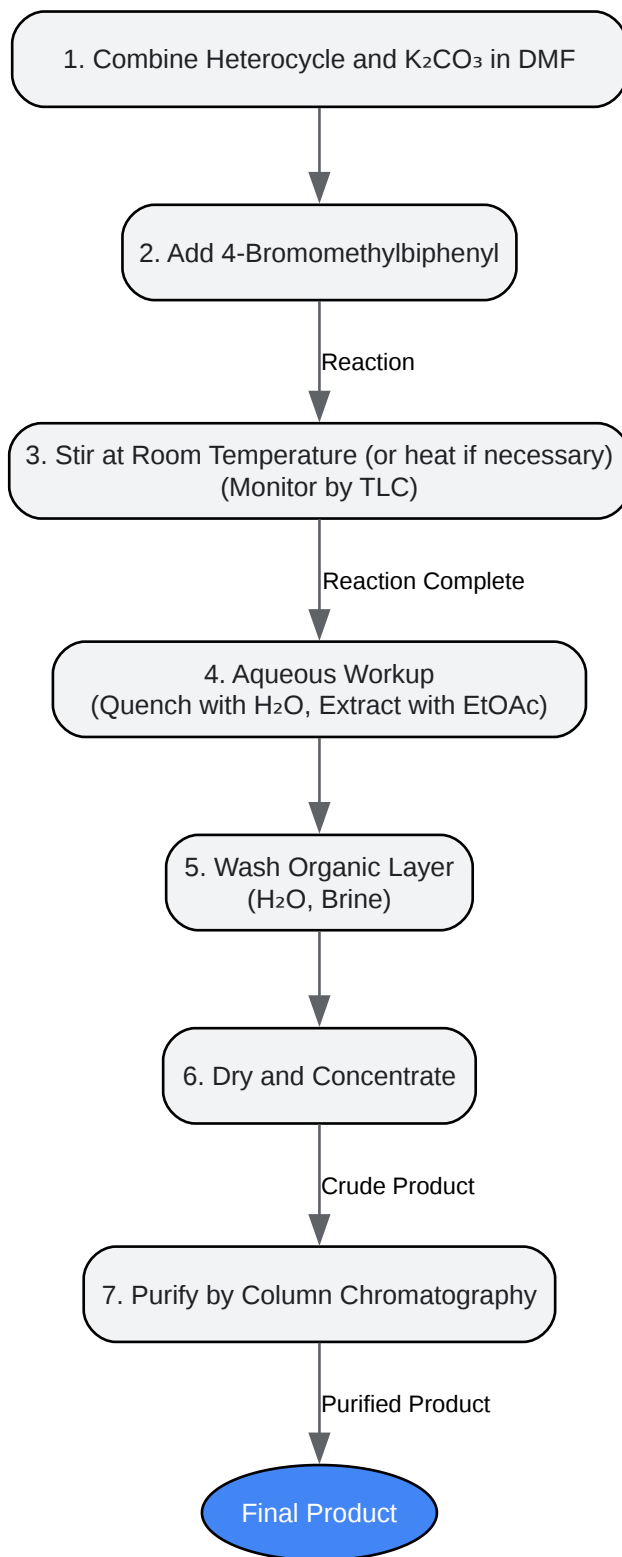 1. Combine Heterocycle and K₂CO₃ in DMF
2. Add 4-Bromomethylbiphenyl
Reaction
3. Stir at Room Temperature (or heat if necessary)
(Monitor by TLC)
Reaction Complete
4. Aqueous Workup
(Quench with H₂O, Extract with EtOAc)
5. Wash Organic Layer
(H₂O, Brine)
6. Dry and Concentrate
Crude Product
7. Purify by Column Chromatography
Purified Product
Final Product